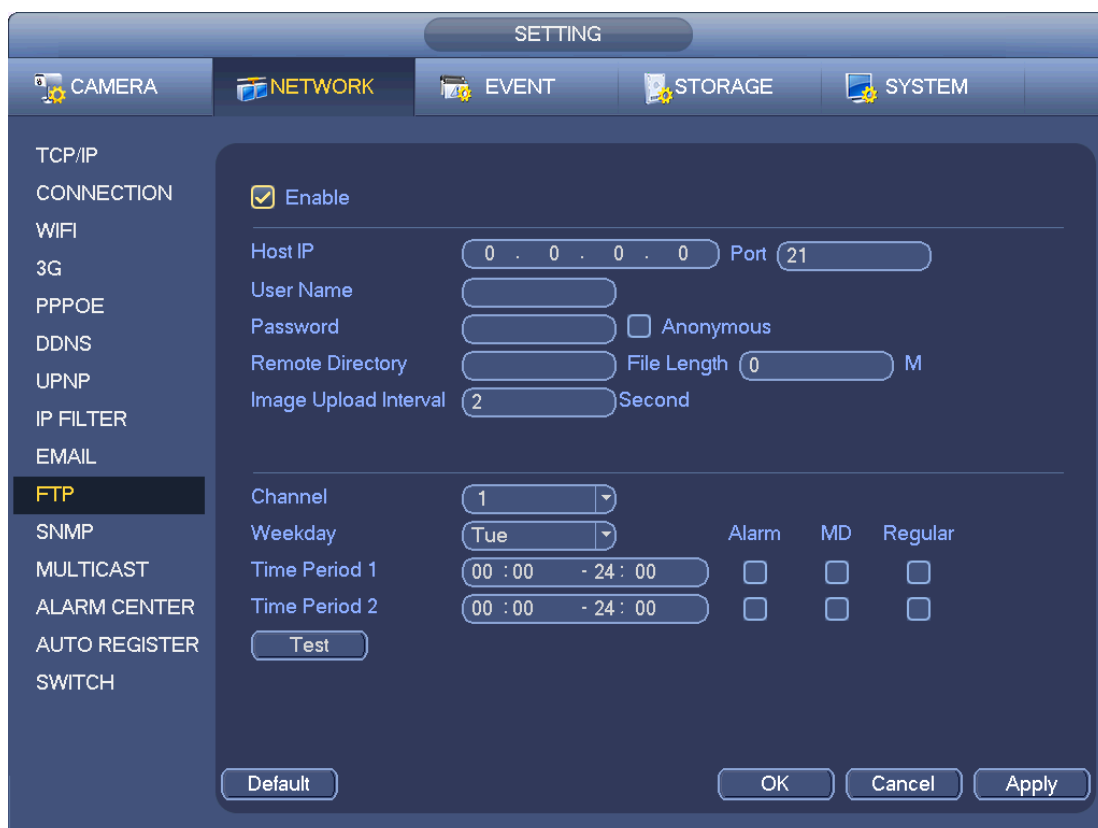 SETTING
CAMERA NETWORK EVENT STORAGE SYSTEM
TCP/IP
CONNECTION
WIFI
3G
PPPOE
DDNS
UPNP
IP FILTER
EMAIL
FTP
SNMP
MULTICAST
ALARM CENTER
AUTO REGISTER
SWITCH
Enable
Host IP 0 . 0 . 0 . 0 Port 21
User Name
Password Anonymous
Remote Directory File Length 0 M
Image Upload Interval 2 Second
Channel 1
Weekday Tue Alarm MD Regular
Time Period 1 00 :00 - 24 : 00
Time Period 2 00 :00 - 24 : 00
Test
Default OK Cancel Apply